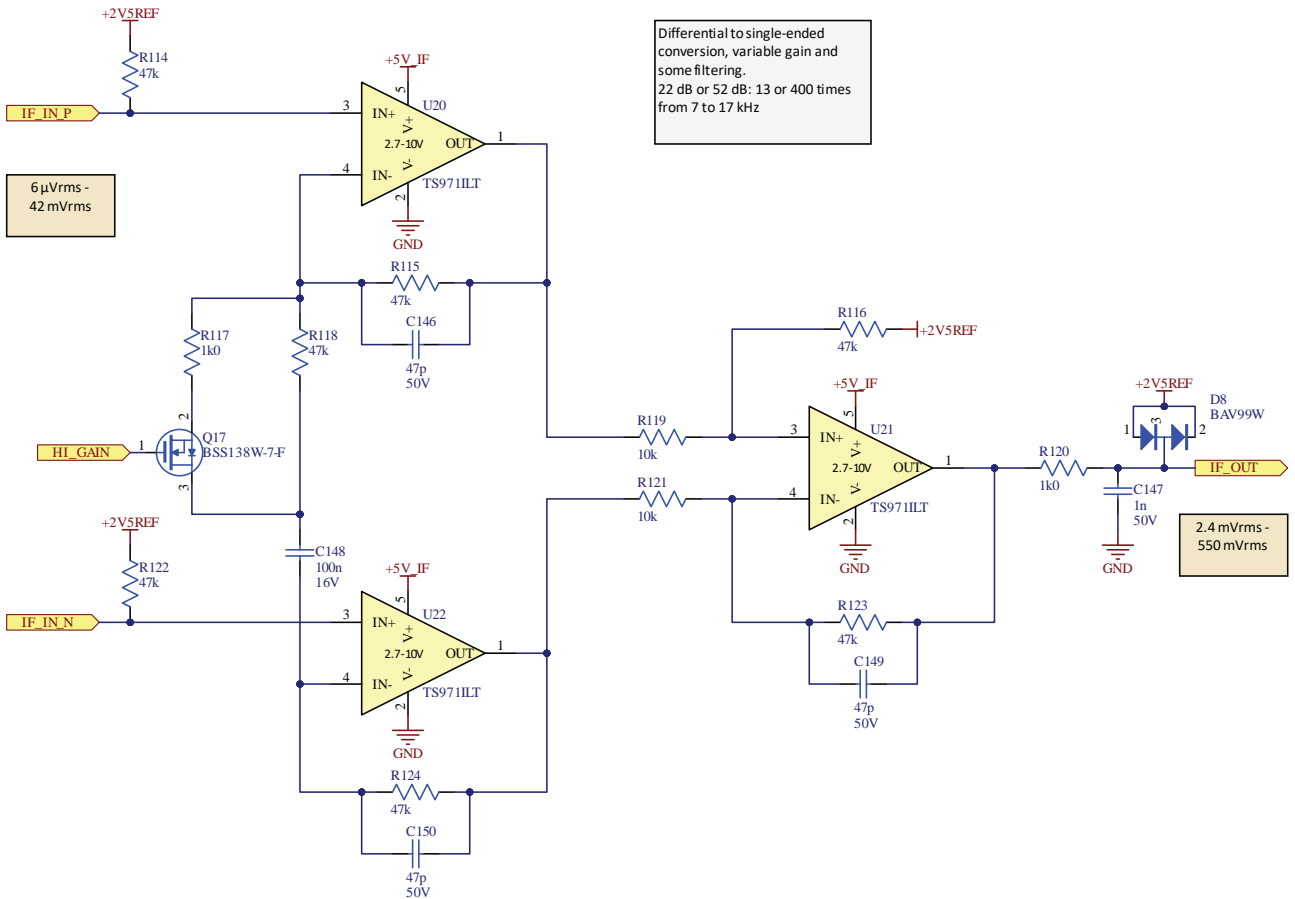 +2V5REF
R114
47k
IF_IN_P
6 µVrms -
42 mVrms
+5V_IF
5
U20
3
IN+
V+
2.7-10V
OUT
1
4
IN-
V-
2
TS971ILT
GND
Differential to single-ended
conversion, variable gain and
some filtering.
22 dB or 52 dB: 13 or 400 times
from 7 to 17 kHz
R115
47k
C146
47p
50V
R117
1k0
R118
47k
HI_GAIN
1
2
Q17
BSS138W-7-F
3
C148
100n
16V
+2V5REF
R122
47k
IF_IN_N
+5V_IF
5
U22
3
IN+
V+
2.7-10V
OUT
1
4
IN-
V-
2
TS971ILT
GND
R124
47k
C150
47p
50V
R116
47k
+2V5REF
R119
10k
R121
10k
+5V_IF
5
U21
3
IN+
V+
2.7-10V
OUT
1
4
IN-
V-
2
TS971ILT
GND
R123
47k
C149
47p
50V
R120
1k0
+2V5REF
D8
BAV99W
1
3
2
IF_OUT
C147
1n
50V
GND
2.4 mVrms -
550 mVrms